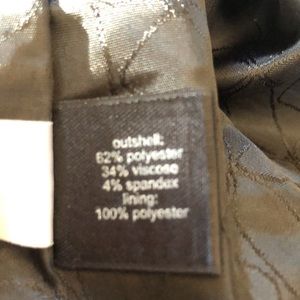 outshell:
62% polyester
34% viscose
4% spandex
lining:
100% polyester